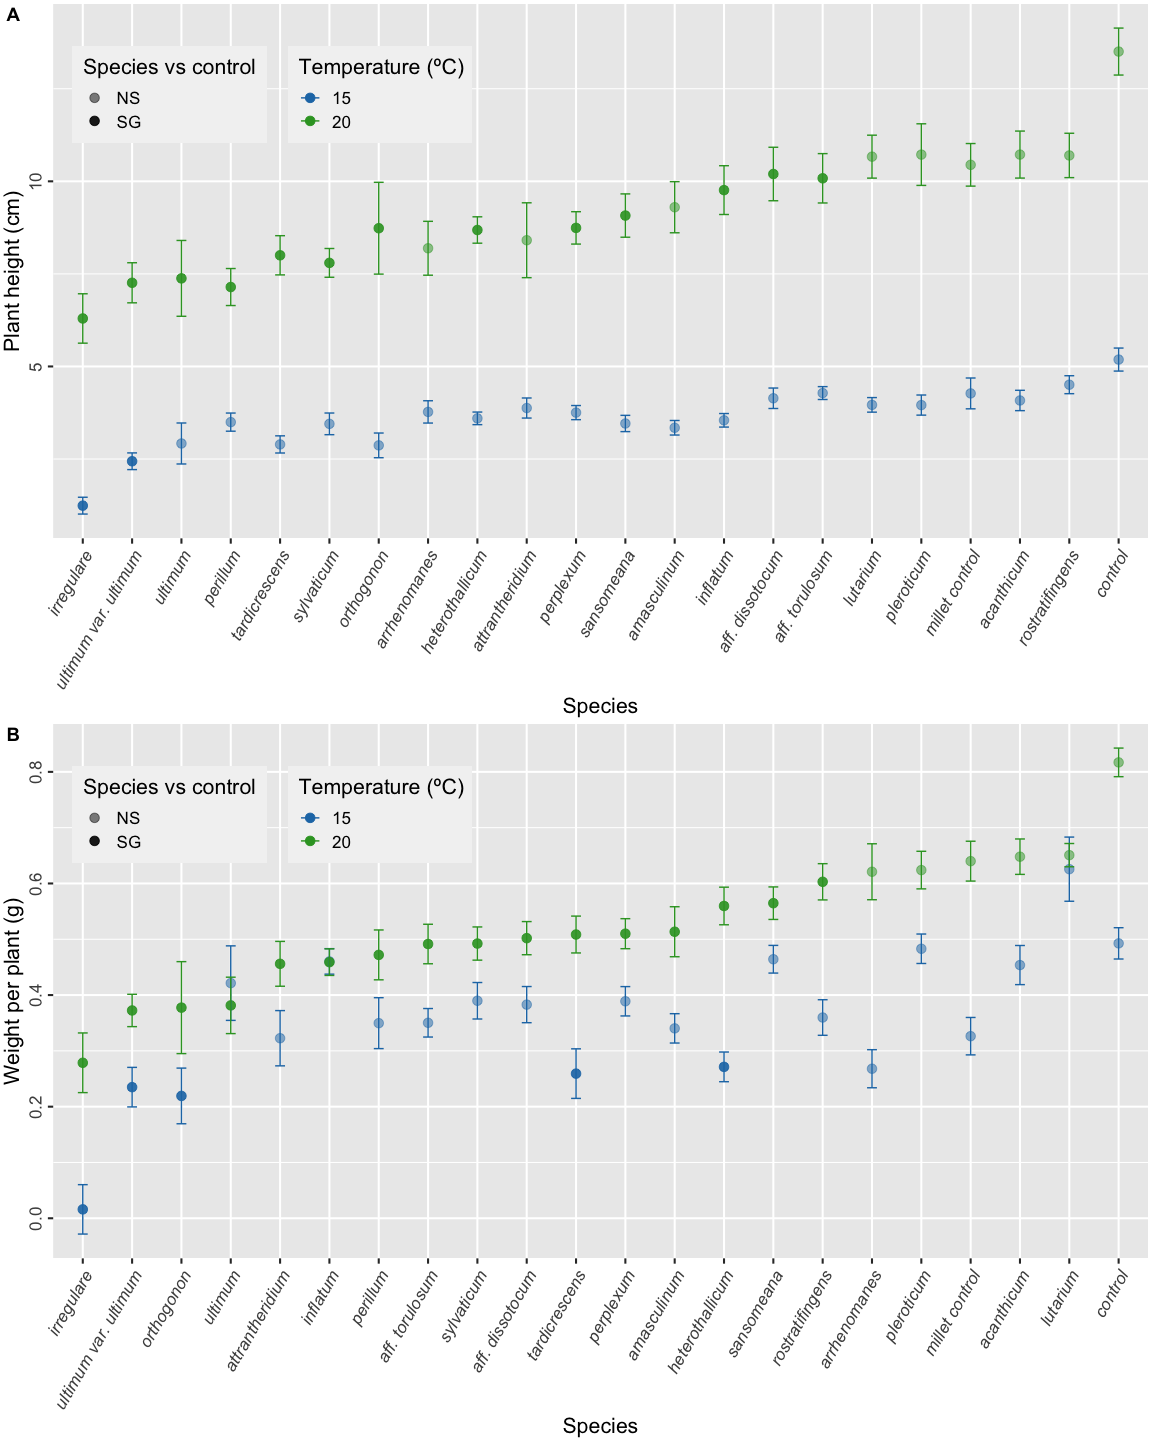 A
Species vs control
NS
SG
Temperature (ºC)
15
20
Plant height (cm)
10
5
irregulare
ultimum var. ultimum
ultimum
perillum
tardicrescens
sylvaticum
orthogonon
arrhenomanes
heterothallicum
attrantheridium
perplexum
sansomeana
amasculinum
inflatum
aff. dissotocum
aff. torulosum
lutarium
pleroticum
millet control
acanthicum
rostratifingens
control
Species
B
Species vs control
NS
SG
Temperature (ºC)
15
20
Weight per plant (g)
0.8
0.6
0.4
0.2
0.0
irregulare
ultimum var. ultimum
orthogonon
ultimum
attrantheridium
inflatum
perillum
aff. torulosum
sylvaticum
aff. dissotocum
tardicrescens
perplexum
amasculinum
heterothallicum
sansomeana
rostratifingens
arrhenomanes
pleroticum
millet control
acanthicum
lutarium
control
Species